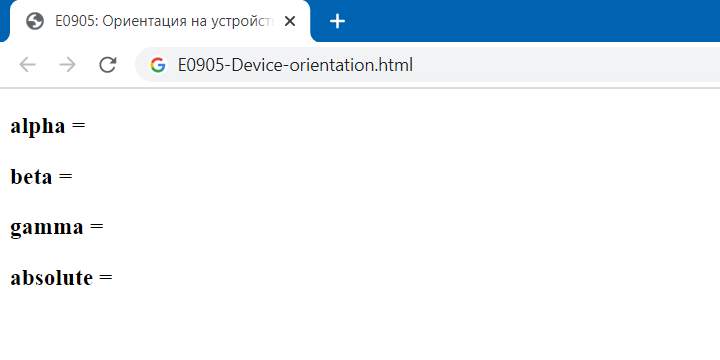 E0905: Ориентация на устройст
E0905-Device-orientation.html
alpha =
beta =
gamma =
absolute =